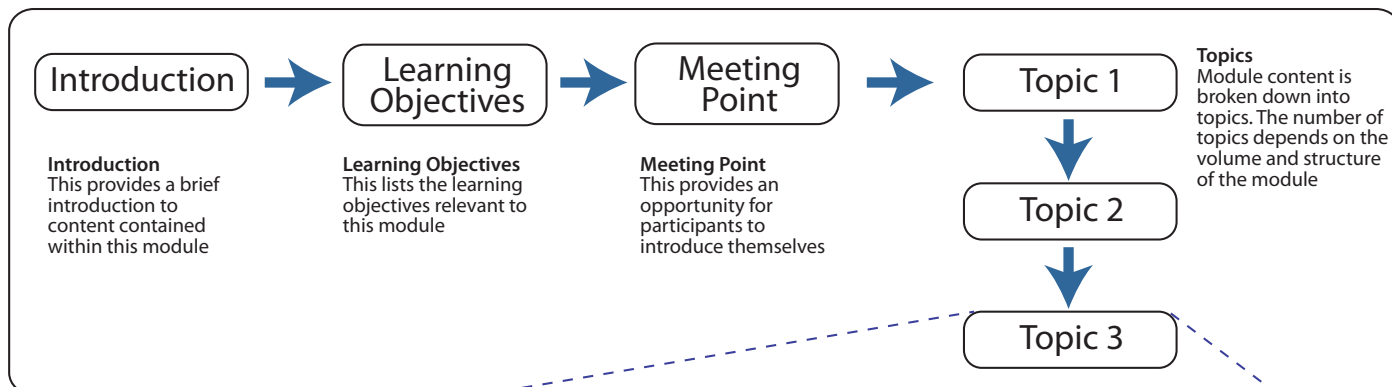 Introduction
Learning
Objectives
Meeting
Point
Topic 1
Topics
Module content is
broken down into
topics. The number of
topics depends on the
volume and structure
of the module
Introduction
This provides a brief
introduction to
content contained
within this module
Learning Objectives
This lists the learning
objectives relevant to
this module
Meeting Point
This provides an
opportunity for
participants to
introduce themselves
Topic 2
Topic 3